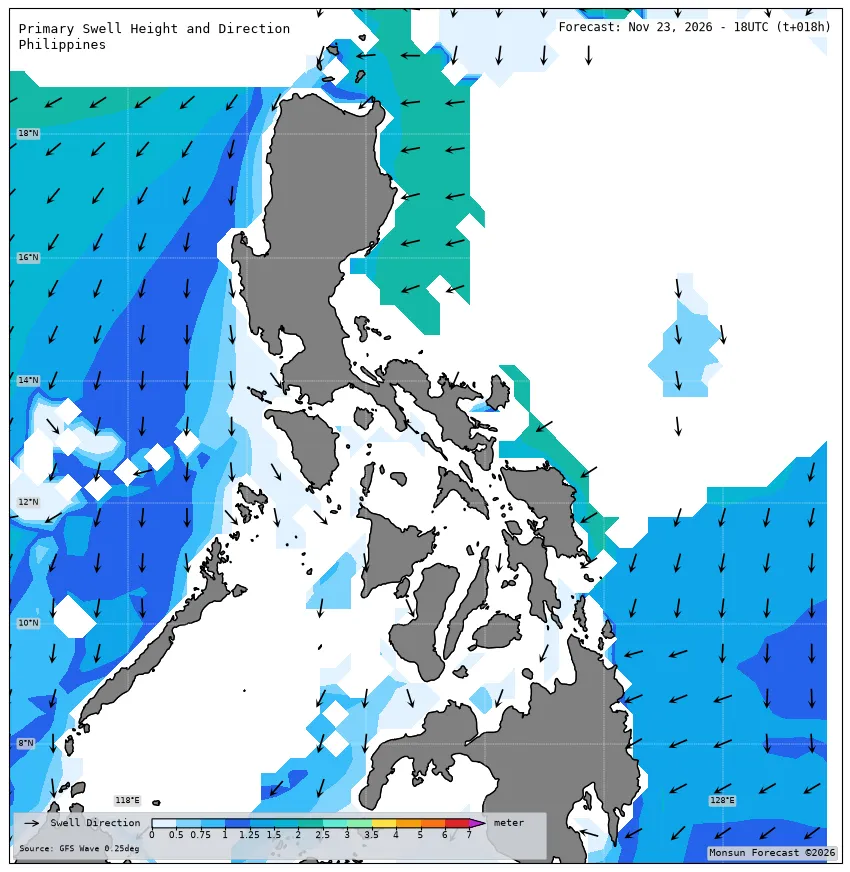 Primary Swell Height and Direction
Philippines
Forecast: Nov 23, 2026 - 18UTC (t+018h)
18°N
16°N
14°N
12°N
10°N
8°N
118°E
128°E
Swell Direction
meter
0 0.5 0.75 1 1.25 1.5 2 2.5 3 3.5 4 5 6 7
Source: GFS Wave 0.25deg
Monsun Forecast ©2026